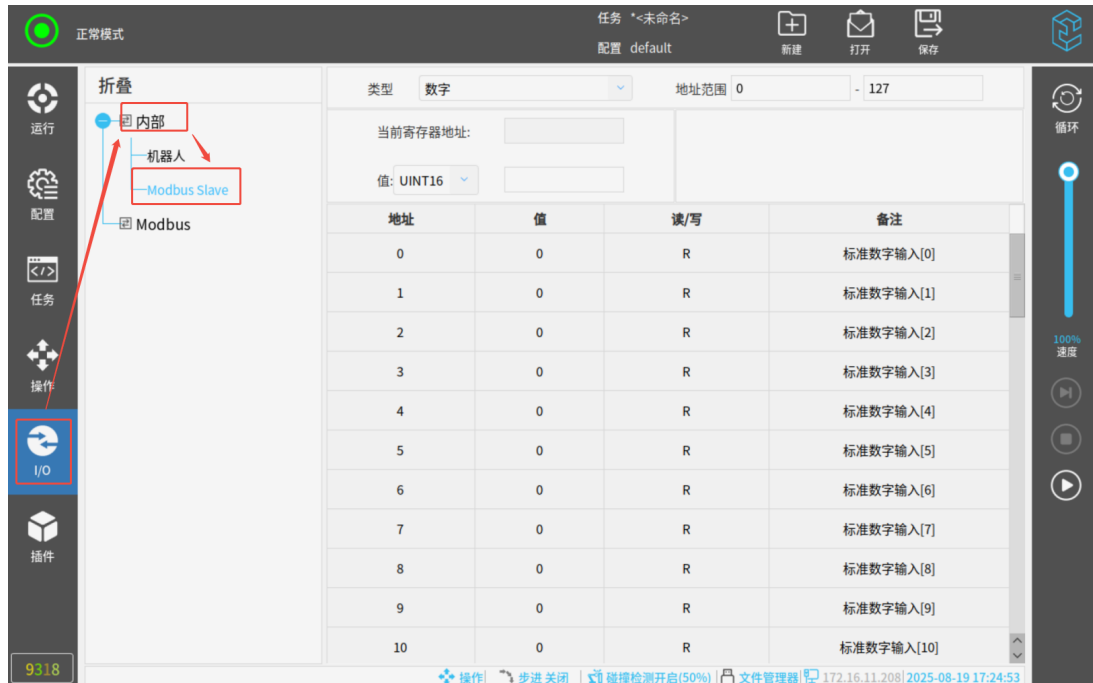 正常模式
任务 *<未命名>
配置 default
新建
打开
保存
运行
配置
任务
操作
I/O
插件
9318
折叠
内部
机器人
Modbus Slave
Modbus
类型 数字 地址范围 0 - 127
当前寄存器地址:
值: UINT16
地址 值 读/写 备注
0 0 R 标准数字输入[0]
1 0 R 标准数字输入[1]
2 0 R 标准数字输入[2]
3 0 R 标准数字输入[3]
4 0 R 标准数字输入[4]
5 0 R 标准数字输入[5]
6 0 R 标准数字输入[6]
7 0 R 标准数字输入[7]
8 0 R 标准数字输入[8]
9 0 R 标准数字输入[9]
10 0 R 标准数字输入[10]
循环
100%
速度
操作 步进 关闭 碰撞检测开启(50%) 文件管理器 172.16.11.208 2025-08-19 17:24:53